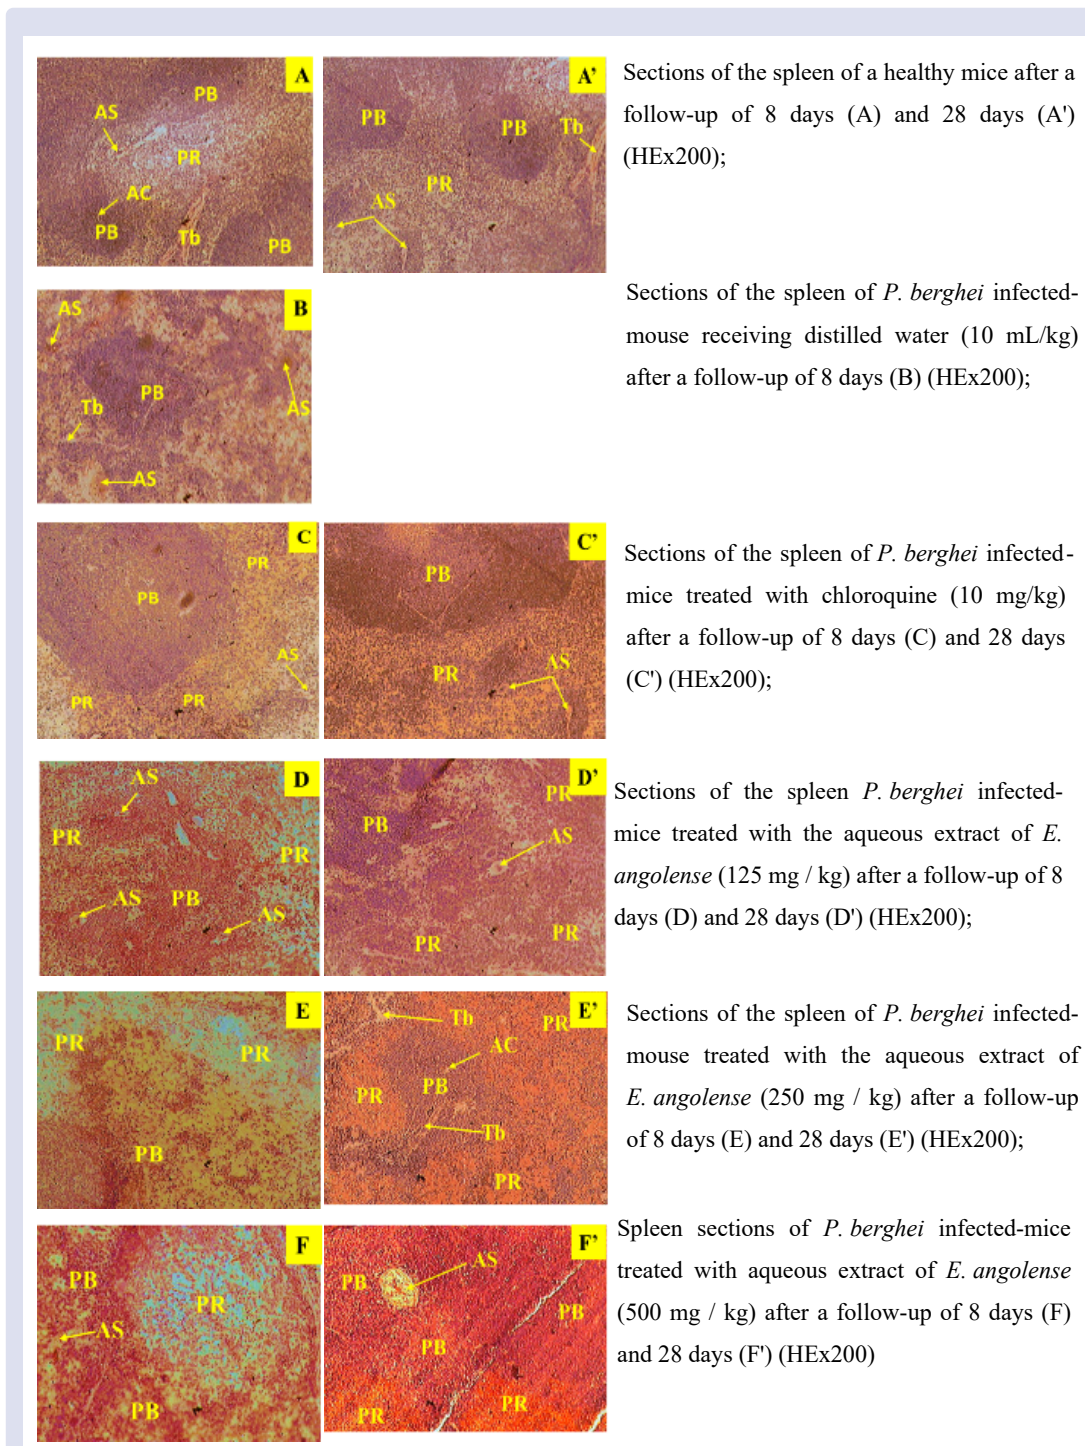 A
PB
AS
PR
AC
PB
Tb
PB
A'
PB
PB
Tb
PR
AS
Sections of the spleen of a healthy mice after a
follow-up of 8 days (A) and 28 days (A')
(HEx200);
B
AS
PB
AS
Tb
AS
Sections of the spleen of P. berghei infected-
mouse receiving distilled water (10 mL/kg)
after a follow-up of 8 days (B) (HEx200);
C
PR
PB
AS
PR
PR
C'
PB
PR
AS
Sections of the spleen of P. berghei infected-
mice treated with chloroquine (10 mg/kg)
after a follow-up of 8 days (C) and 28 days
(C') (HEx200);
D
AS
PR
PR
AS
PB
AS
D'
PR
PB
AS
PR
PR
Sections of the spleen P. berghei infected-
mice treated with the aqueous extract of E.
angolense (125 mg / kg) after a follow-up of 8
days (D) and 28 days (D') (HEx200);
E
PR
PR
PB
E'
Tb
PR
AC
PB
PR
Tb
PR
Sections of the spleen of P. berghei infected-
mouse treated with the aqueous extract of
E. angolense (250 mg / kg) after a follow-up
of 8 days (E) and 28 days (E') (HEx200);
F
PB
PR
AS
PB
F'
AS
PB
PB
PB
PR
PR
Spleen sections of P. berghei infected-mice
treated with aqueous extract of E. angolense
(500 mg / kg) after a follow-up of 8 days (F)
and 28 days (F') (HEx200)